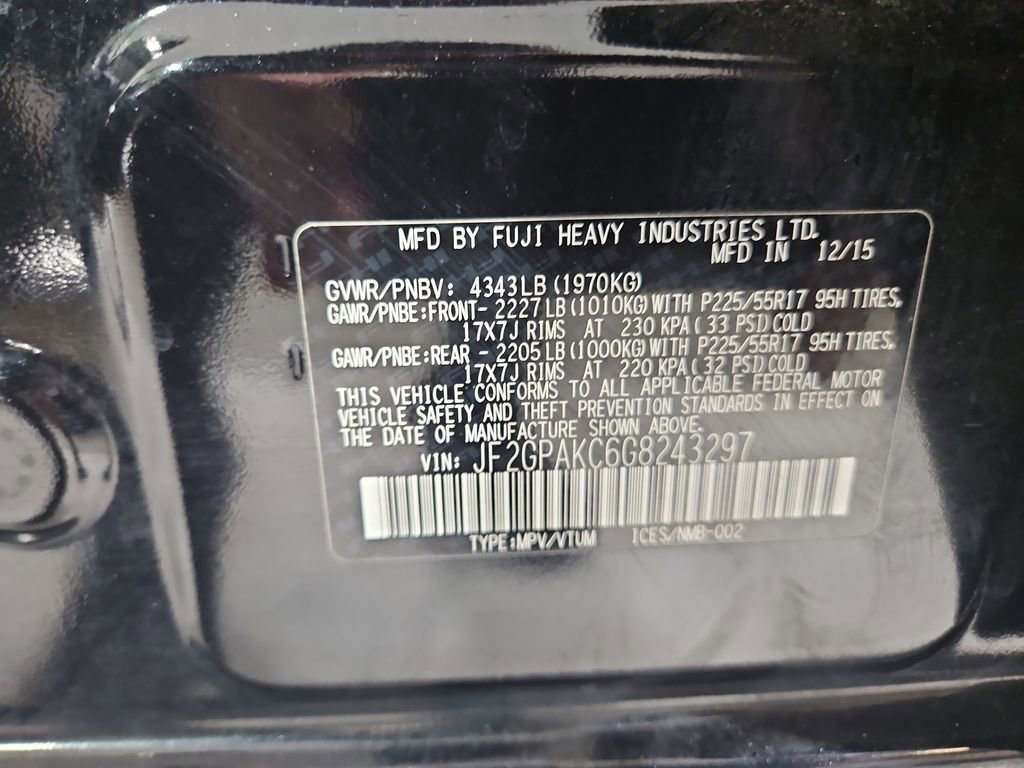 MFD BY FUJI HEAVY INDUSTRIES LTD.
MFD IN 12/15
GVWR/PNBV: 4343LB (1970KG)
GAWR/PNBE:FRONT- 2227LB (1010KG) WITH P225/55R17 95H TIRES,
17X7J RIMS AT 230 KPA ( 33 PSI) COLD
GAWR/PNBE:REAR - 2205LB (1000KG) WITH P225/55R17 95H TIRES,
17X7J RIMS AT 220 KPA ( 32 PSI) COLD
THIS VEHICLE CONFORMS TO ALL APPLICABLE FEDERAL MOTOR
VEHICLE SAFETY AND THEFT PREVENTION STANDARDS IN EFFECT ON
THE DATE OF MANUFACTURE SHOWN ABOVE.
VIN: JF2GPAKC6G8243297
TYPE:MPV/VTUM ICES/NMB-002